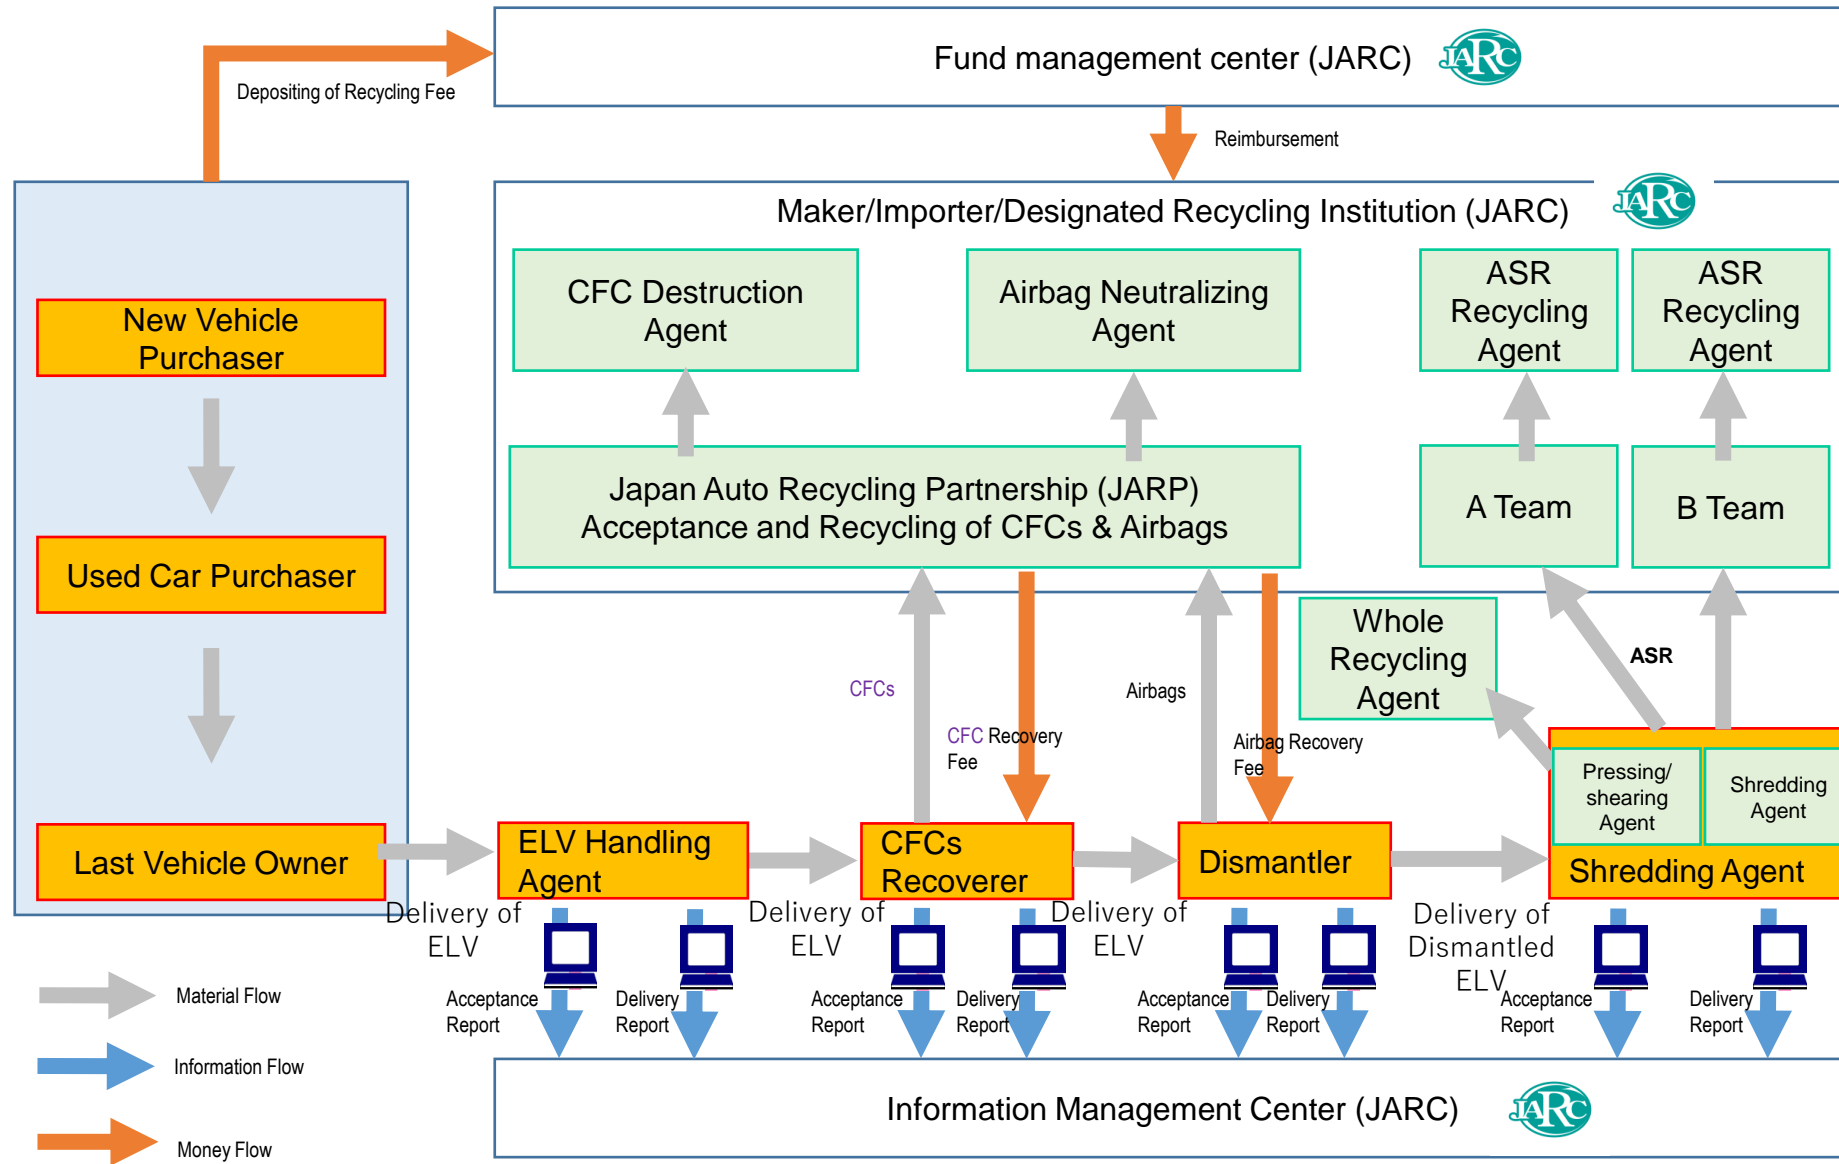 Fund management center (JARC)
JARC
Depositing of Recycling Fee
Reimbursement
Maker/Importer/Designated Recycling Institution (JARC)
JARC
CFC Destruction
Agent
Airbag Neutralizing
Agent
ASR
Recycling
Agent
ASR
Recycling
Agent
New Vehicle
Purchaser
Japan Auto Recycling Partnership (JARP)
Acceptance and Recycling of CFCs & Airbags
A Team
B Team
Used Car Purchaser
Whole
Recycling
Agent
ASR
CFCs
Airbags
CFC Recovery
Fee
Airbag Recovery
Fee
Pressing/
shearing
Agent
Shredding
Agent
Last Vehicle Owner
ELV Handling
Agent
CFCs
Recoverer
Dismantler
Shredding Agent
Delivery of
ELV
Delivery of
ELV
Delivery of
ELV
Delivery of
Dismantled
ELV
Acceptance
Report
Delivery
Report
Acceptance
Report
Delivery
Report
Acceptance
Report
Delivery
Report
Acceptance
Report
Delivery
Report
Material Flow
Information Flow
Money Flow
Information Management Center (JARC)
JARC